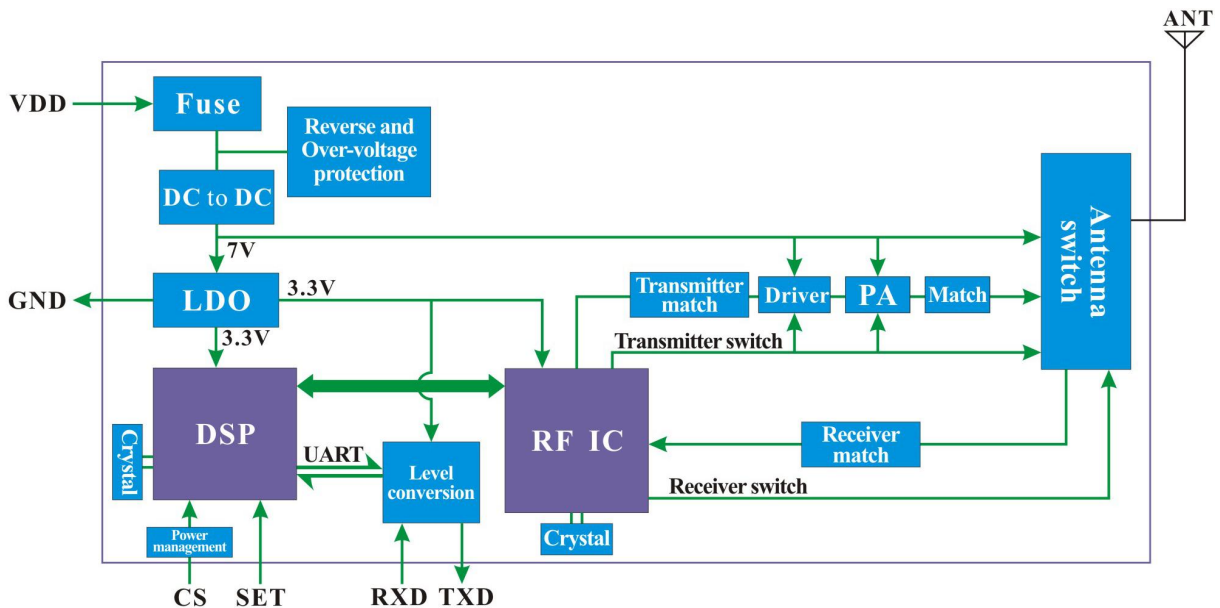 ANT
VDD
Fuse
Reverse and
Over-voltage
protection
DC to DC
7V
Antenna
switch
GND
LDO
3.3V
3.3V
Transmitter
match
Driver
PA
Match
Transmitter switch
DSP
RF IC
Crystal
UART
Level
conversion
Receiver
match
Receiver switch
Power
management
Crystal
CS
SET
RXD
TXD